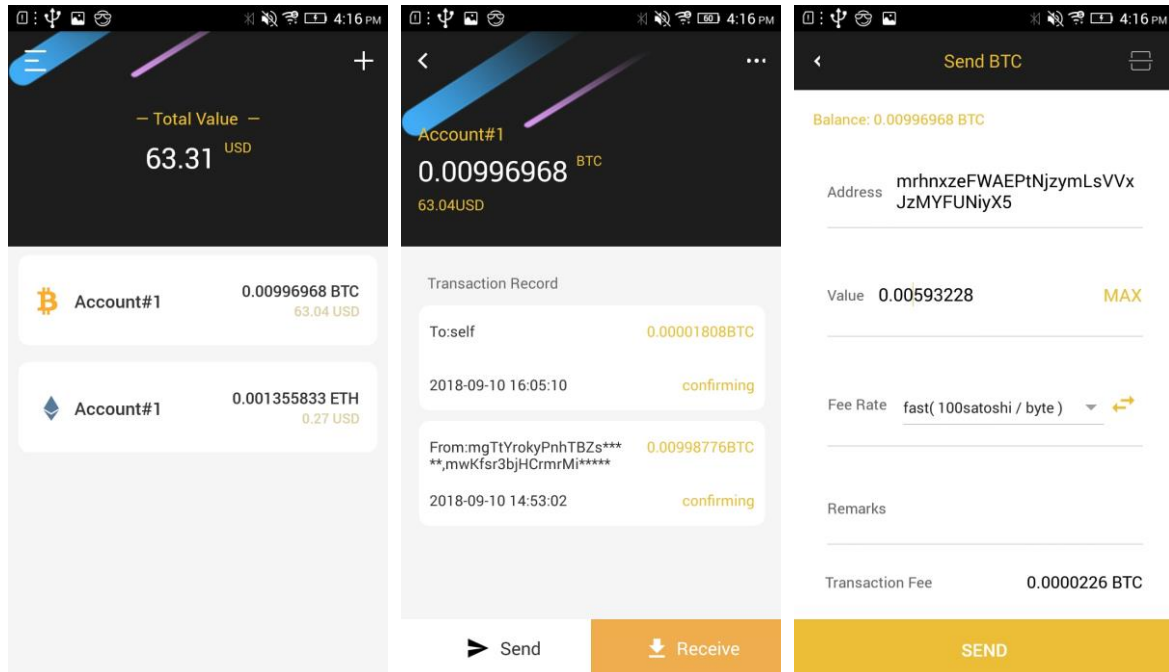 4:16 PM
— Total Value —
63.31 USD
Account#1
0.00996968 BTC
63.04 USD
Account#1
0.001355833 ETH
0.27 USD
60 4:16 PM
Account#1
0.00996968 BTC
63.04USD
Transaction Record
To:self 0.00001808BTC
2018-09-10 16:05:10 confirming
From:mgTtYrokyPnhTBZs*** 0.00998776BTC
**,mwKfsr3bjHCrmrMi*****
2018-09-10 14:53:02 confirming
Send Receive
4:16 PM
Send BTC
Balance: 0.00996968 BTC
Address mrhnxzeFWAEPtNjzymLsVVx
JzMYFUNiyX5
Value 0.00593228 MAX
Fee Rate fast( 100satoshi / byte )
Remarks
Transaction Fee 0.0000226 BTC
SEND